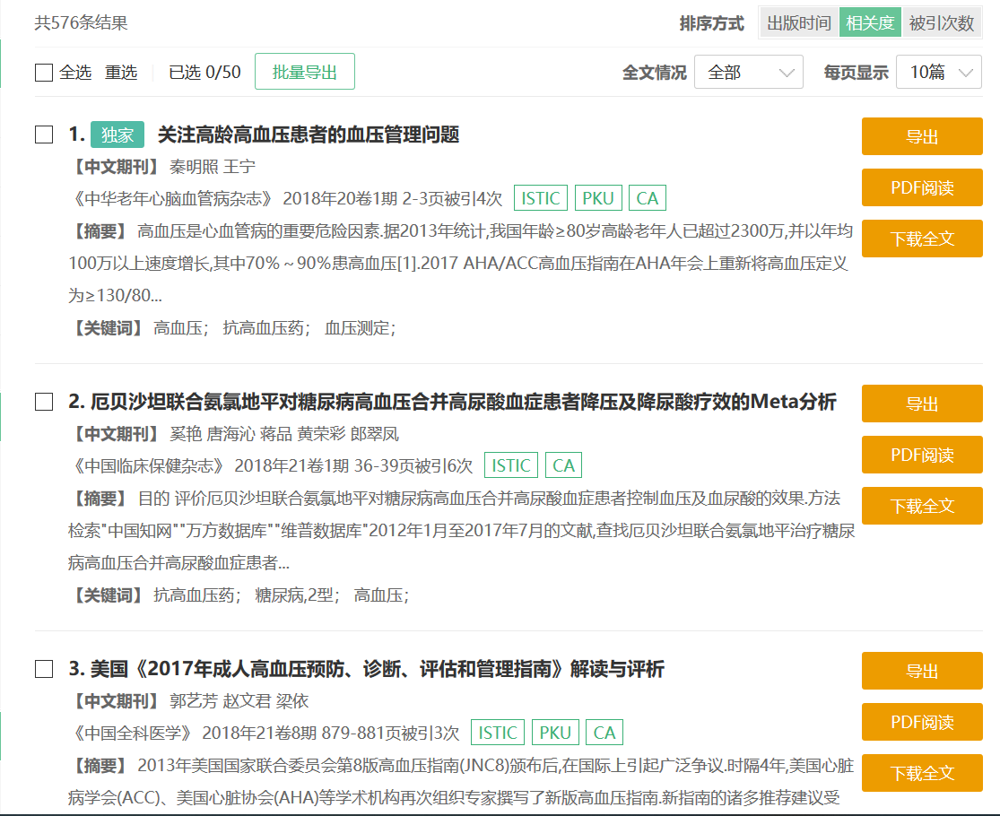 共576条结果 排序方式 出版时间 相关度 被引次数
全选 重选 已选 0/50 批量导出 全文情况 全部 每页显示 10篇
1. 独家 关注高龄高血压患者的血压管理问题 导出
【中文期刊】 秦明照 王宁
《中华老年心脑血管病杂志》 2018年20卷1期 2-3页被引4次 ISTIC PKU CA PDF阅读
【摘要】 高血压是心血管病的重要危险因素.据2013年统计,我国年龄≥80岁高龄老年人已超过2300万,并以年均 下载全文
100万以上速度增长,其中70%～90%患高血压[1].2017 AHA/ACC高血压指南在AHA年会上重新将高血压定义
为≥130/80...
【关键词】 高血压； 抗高血压药； 血压测定；
2. 厄贝沙坦联合氨氯地平对糖尿病高血压合并高尿酸血症患者降压及降尿酸疗效的Meta分析 导出
【中文期刊】 奚艳 唐海沁 蒋品 黄荣彩 郎翠凤
《中国临床保健杂志》 2018年21卷1期 36-39页被引6次 ISTIC CA PDF阅读
【摘要】 目的 评价厄贝沙坦联合氨氯地平对糖尿病高血压合并高尿酸血症患者控制血压及血尿酸的效果.方法 下载全文
检索"中国知网""万方数据库""维普数据库"2012年1月至2017年7月的文献,查找厄贝沙坦联合氨氯地平治疗糖尿
病高血压合并高尿酸血症患者...
【关键词】 抗高血压药； 糖尿病,2型； 高血压；
3. 美国《2017年成人高血压预防、诊断、评估和管理指南》解读与评析 导出
【中文期刊】 郭艺芳 赵文君 梁依
《中国全科医学》 2018年21卷8期 879-881页被引3次 ISTIC PKU CA PDF阅读
【摘要】 2013年美国国家联合委员会第8版高血压指南(JNC8)颁布后,在国际上引起广泛争议.时隔4年,美国心脏 下载全文
病学会(ACC)、美国心脏协会(AHA)等学术机构再次组织专家撰写了新版高血压指南.新指南的诸多推荐建议受